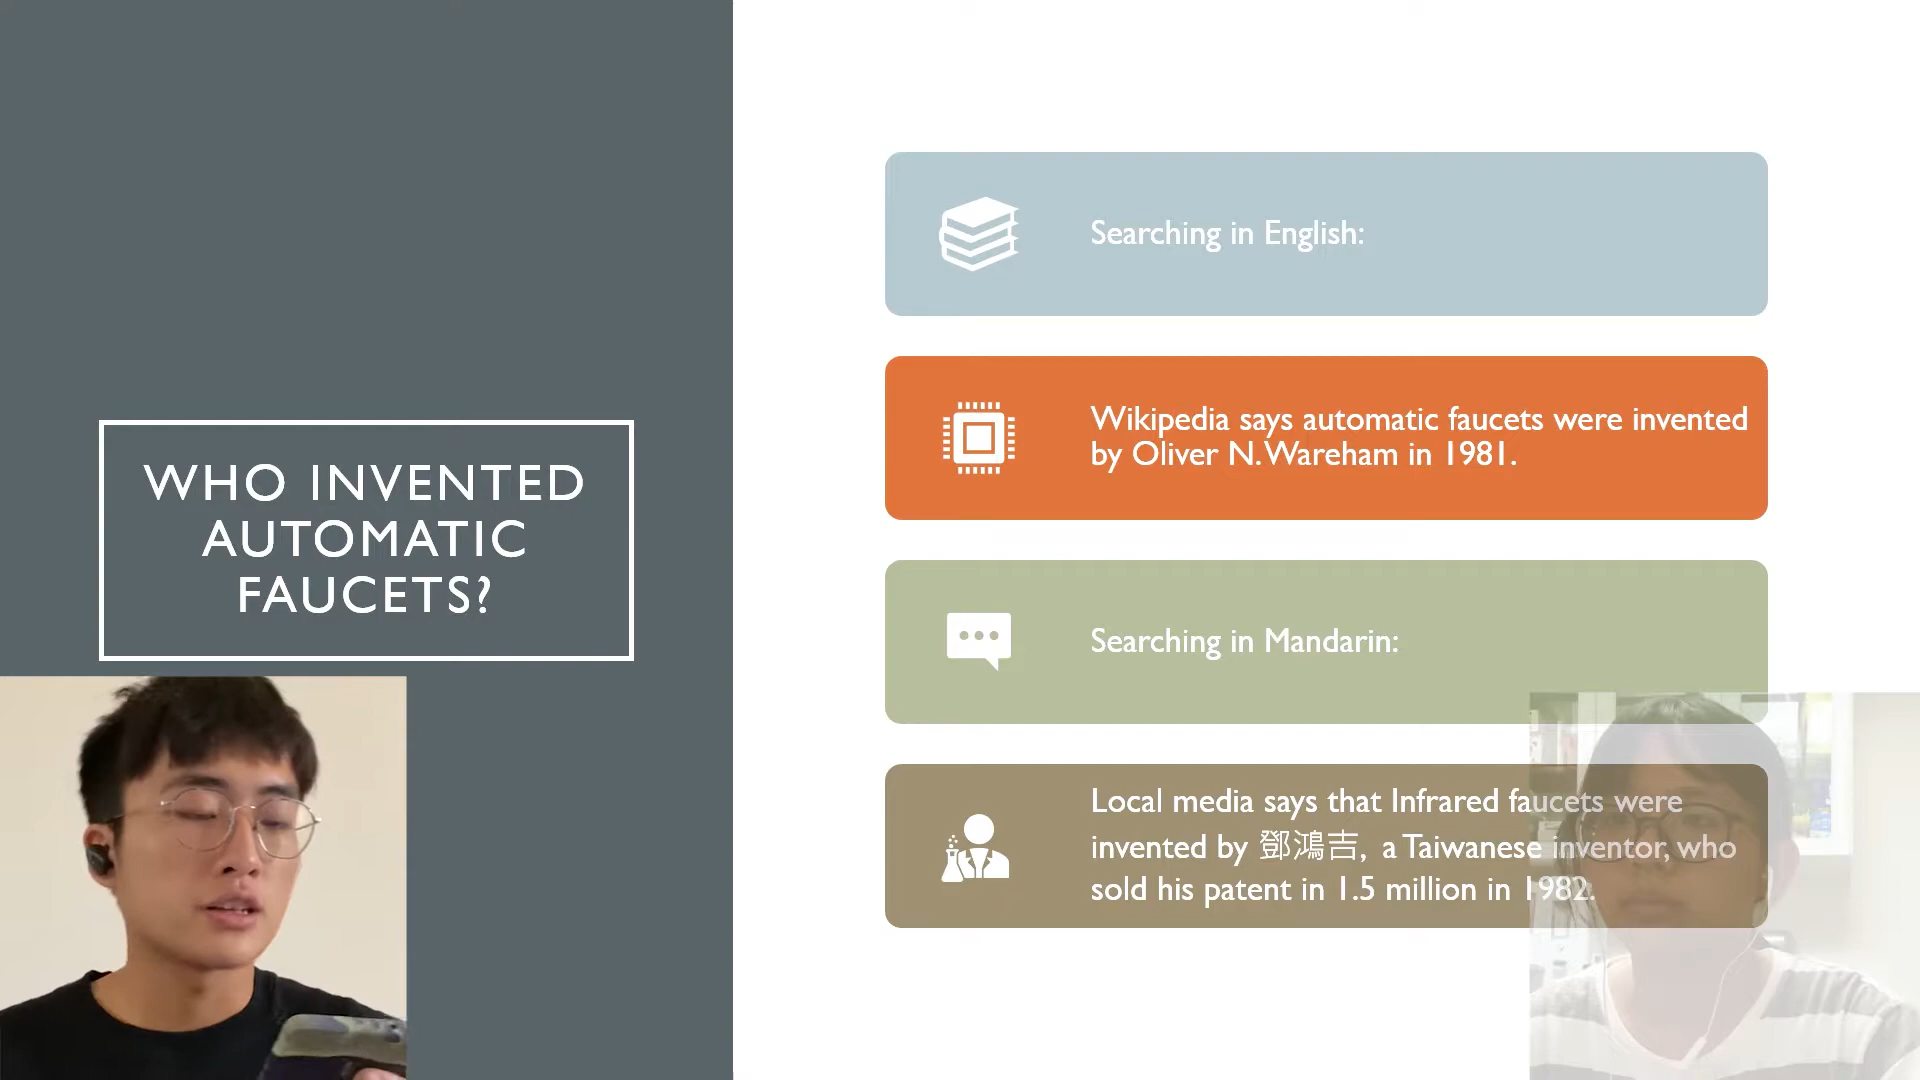 WHO INVENTED
AUTOMATIC
FAUCETS?
Searching in English:
Wikipedia says automatic faucets were invented
by Oliver N. Wareham in 1981.
Searching in Mandarin:
Local media says that Infrared faucets were
invented by 鄧鴻吉, a Taiwanese inventor, who
sold his patent in 1.5 million in 1982.